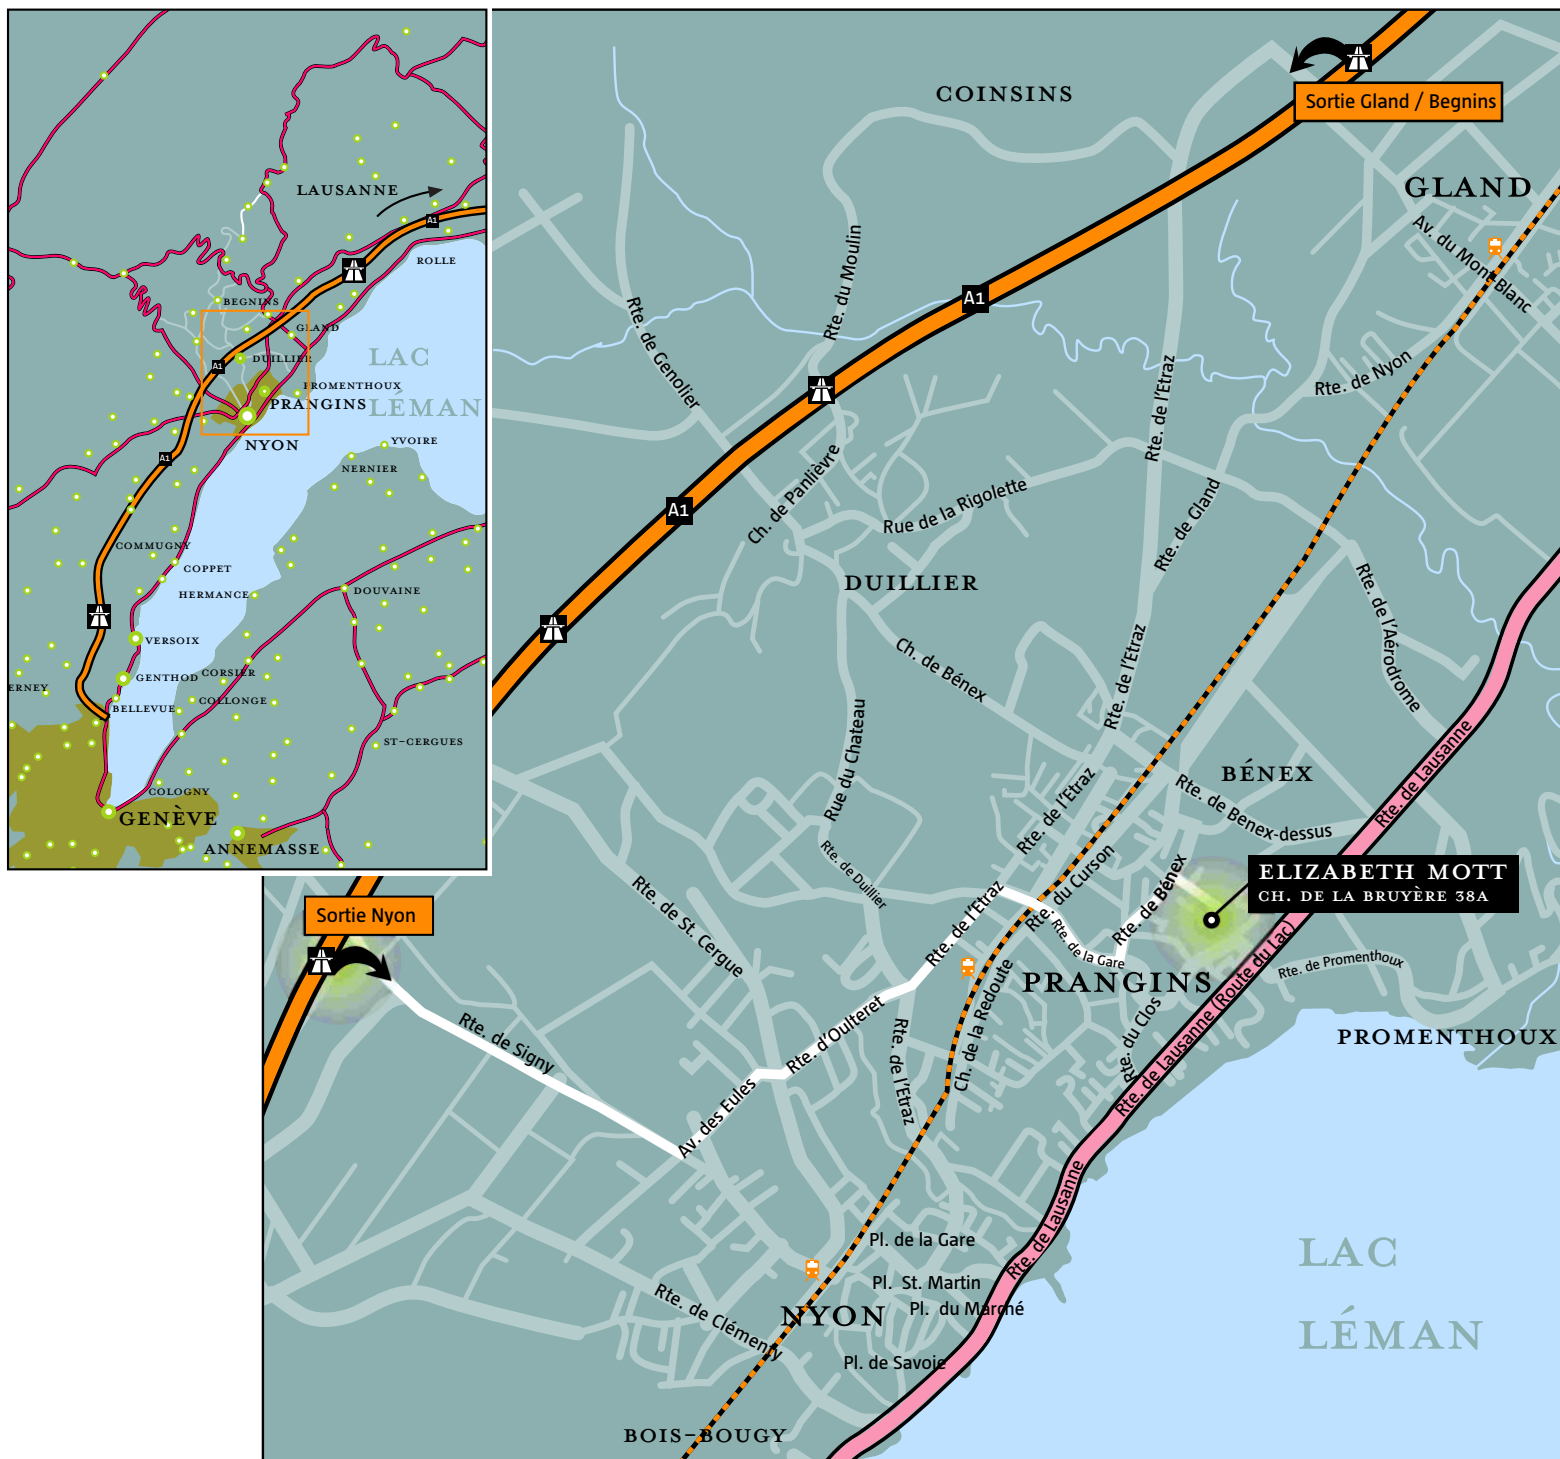 LAUSANNE
A1
ROLLE
BEGNINS
GLAND
A1
DUILLIER
LAC
LÉMAN
PROMENTHOUX
PRANGINS
NYON
YVOIRE
NERNIER
A1
COMMUGNY
COPPET
HERMANCE
DOUVAINE
VERSOIX
GENTHOD
CORSIER
ERNEY
COLLONGE
BELLEVUE
ST-CERGUES
COLOGNY
GENÈVE
ANNEMASSE
COINSINS
Sortie Gland / Begnins
GLAND
Av. du Mont Blanc
Rte. du Moulin
A1
Rte. de Genolier
Rte. de l'Etraz
Rte. de Nyon
Ch. de Panlièvre
A1
Rue de la Rigolette
Rte. de Gland
DUILLIER
Rte. de l'Aérodrome
Ch. de Bénex
Rte. de l'Etraz
Rue du Chateau
Rte. de Lausanne
BÉNEX
Rte. de l'Etraz
Rte. de Benex-dessus
Rte. de Duillier
Rte. du Curson
ELIZABETH MOTT
CH. DE LA BRUYÈRE 38A
Rte. de Bénex
Sortie Nyon
Rte. de St. Cergue
Rte. de l'Etraz
Rte. de la Gare
PRANGINS
Rte. de Promenthoux
Rte. de Lausanne (Route du Lac)
Rte. du Clos
PROMENTHOUX
Rte. de Signy
Rte. d'Oulteret
Rte. de l'Etraz
Ch. de la Redoute
Av. des Eules
Rte. de Lausanne
Pl. de la Gare
Pl. St. Martin
Pl. du Marché
NYON
Rte. de Clémenty
Pl. de Savoie
LAC
LÉMAN
BOIS-BOUGY